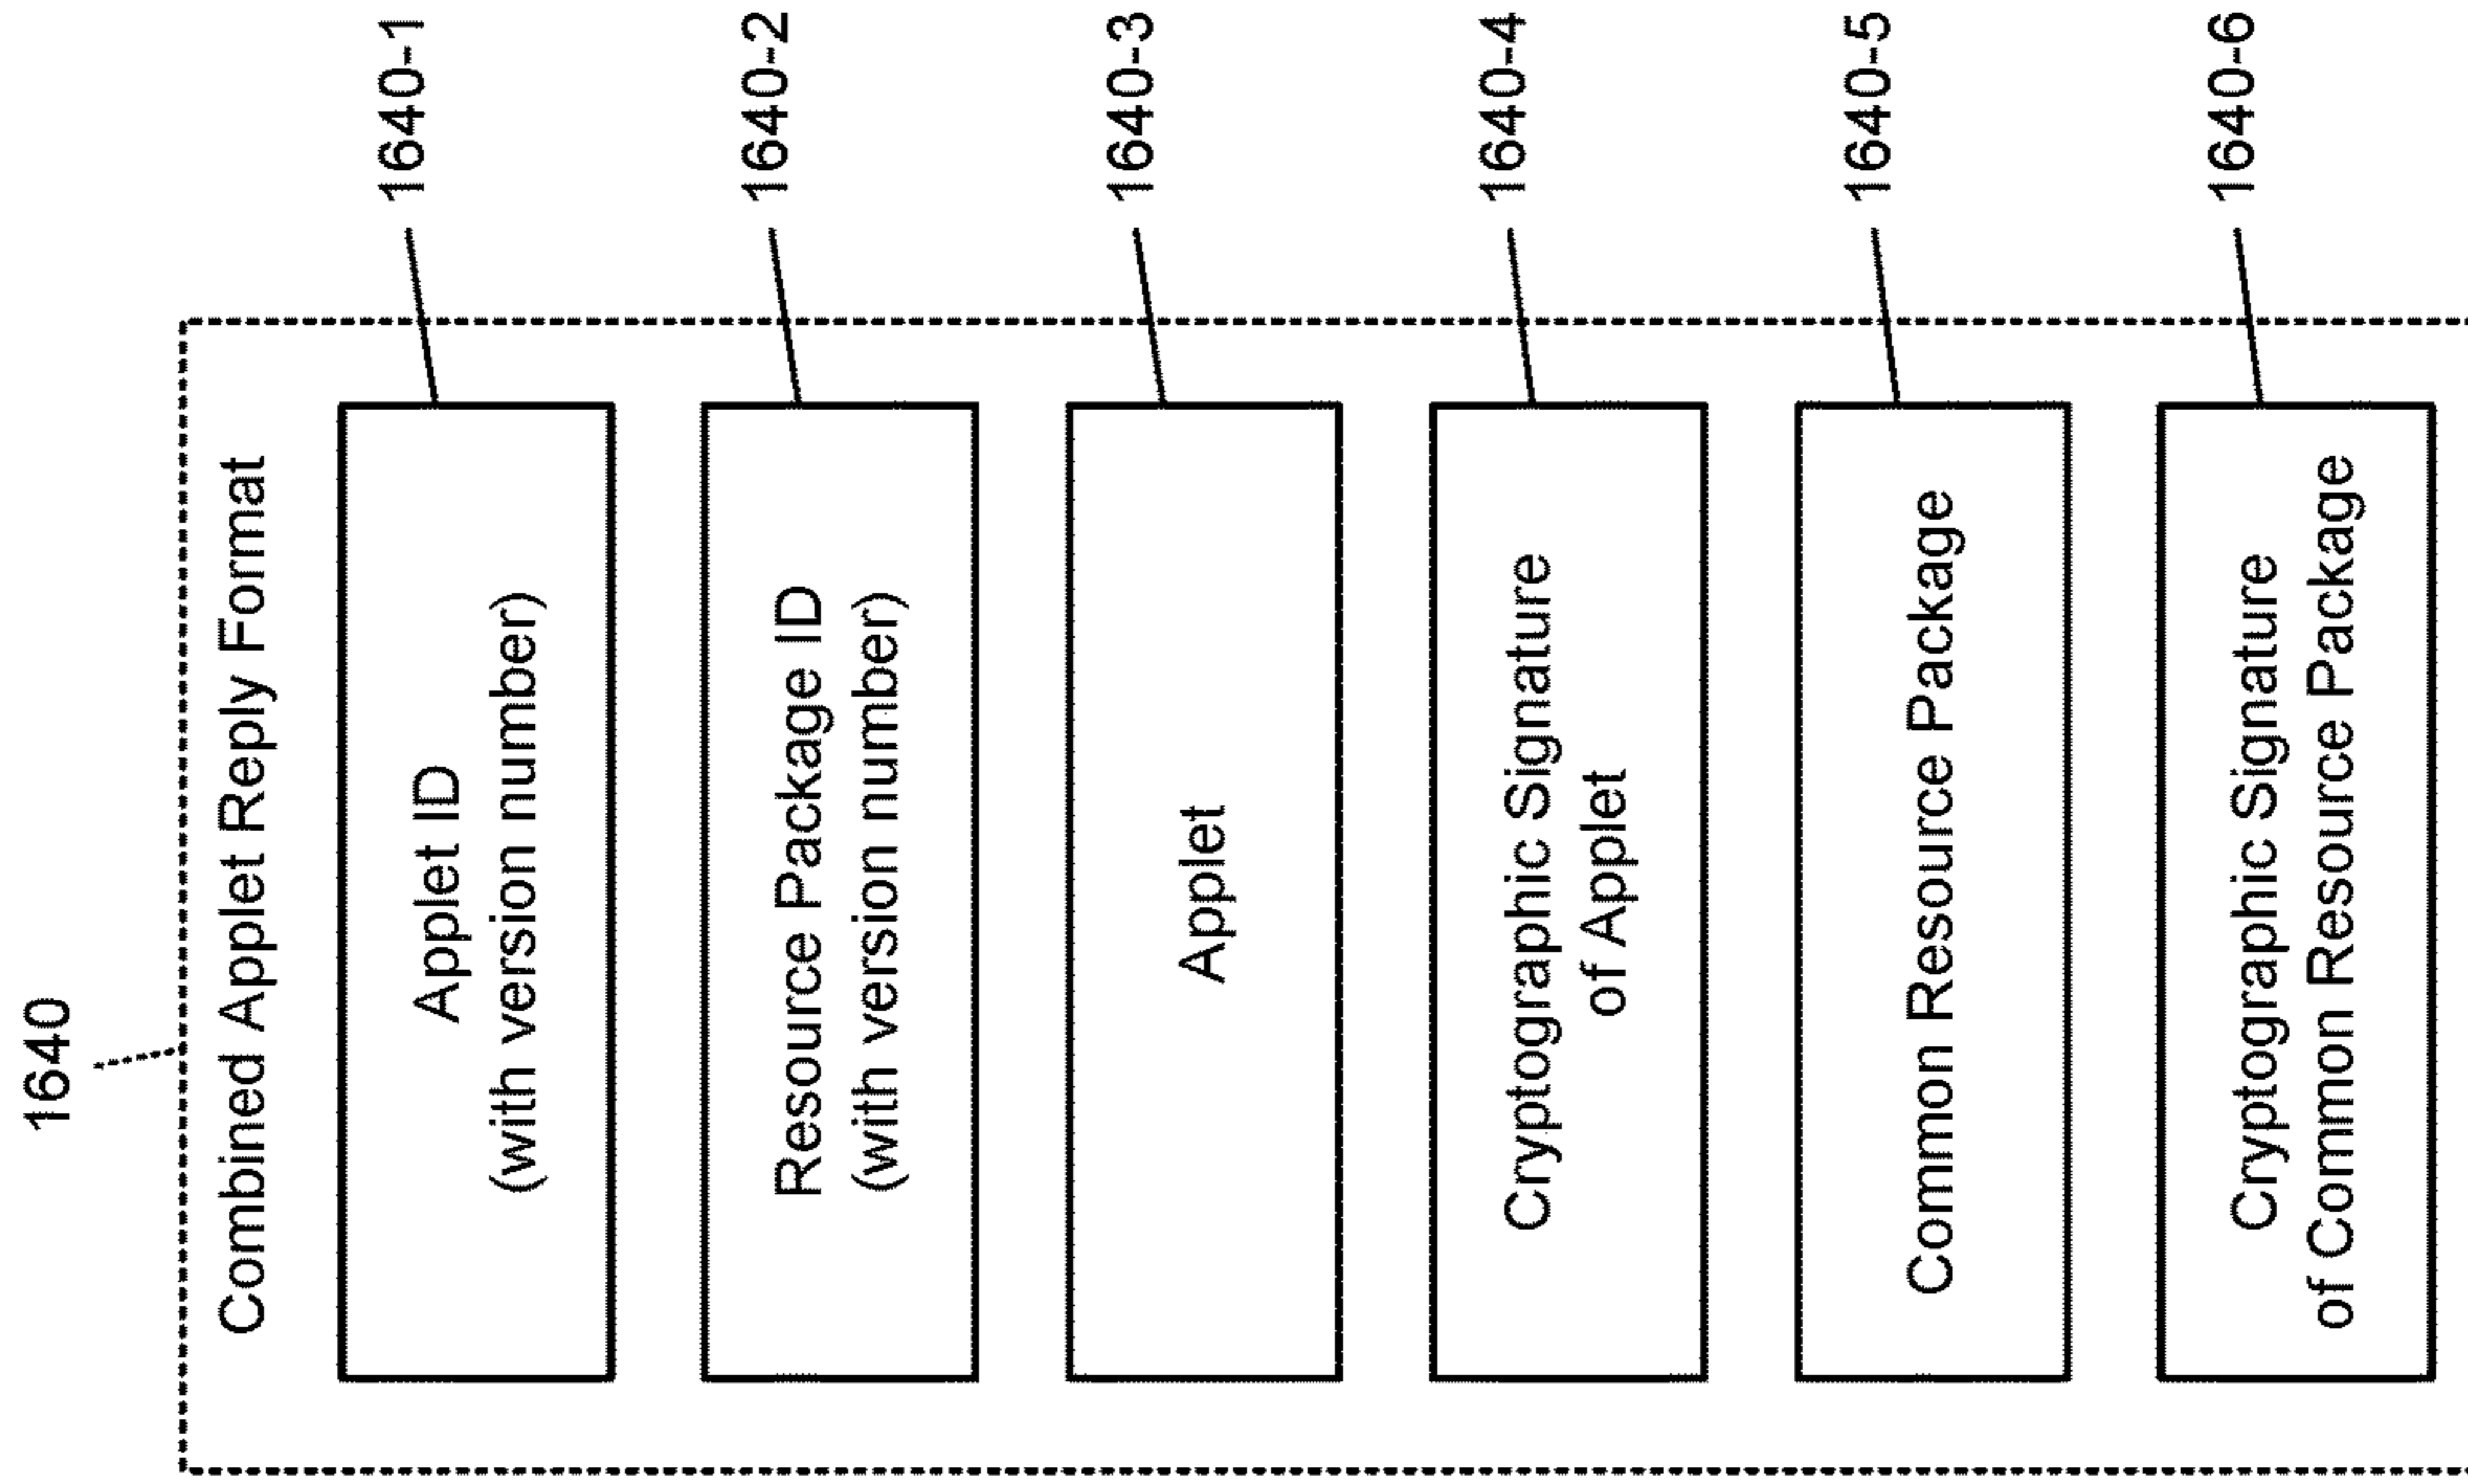 1640
Combined Applet Reply Format
Applet ID
(with version number)
1640-1
Resource Package ID
(with version number)
1640-2
Applet
1640-3
Cryptographic Signature
of Applet
1640-4
Common Resource Package
1640-5
Cryptographic Signature
of Common Resource Package
1640-6